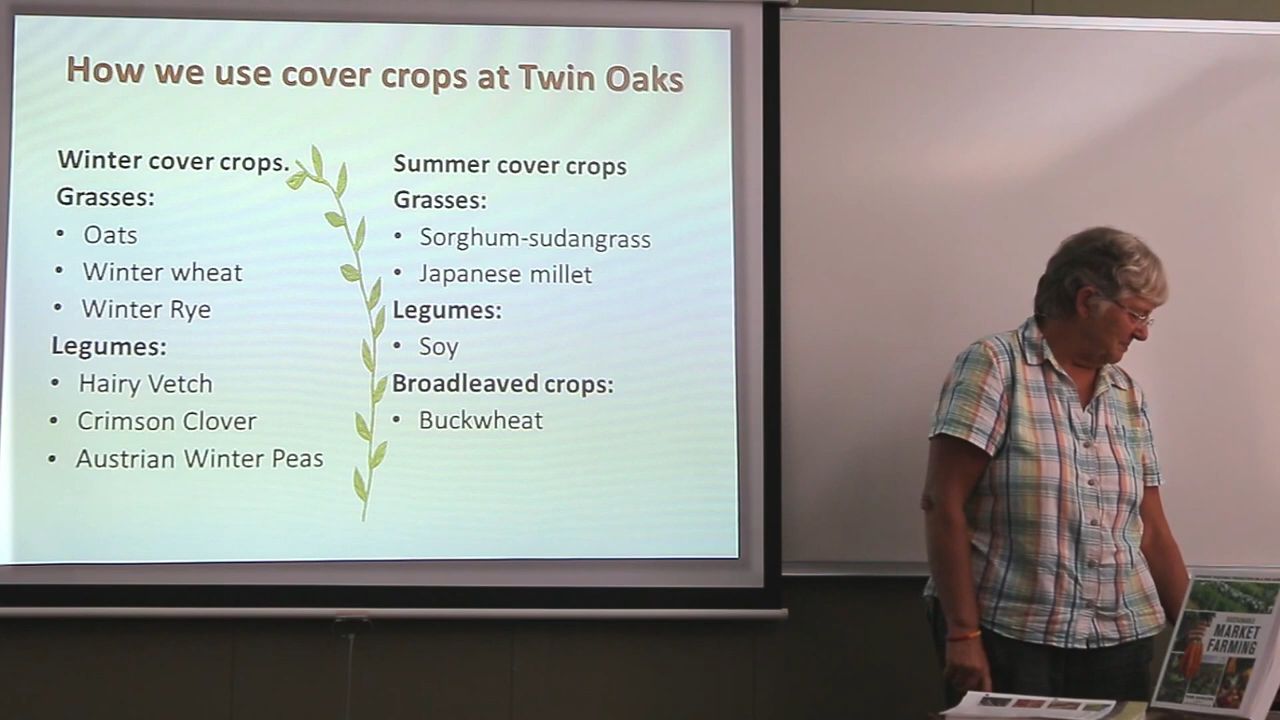 How we use cover crops at Twin Oaks
Winter cover crops.
Grasses:
• Oats
• Winter wheat
• Winter Rye
Legumes:
• Hairy Vetch
• Crimson Clover
• Austrian Winter Peas
Summer cover crops
Grasses:
• Sorghum-sudangrass
• Japanese millet
Legumes:
• Soy
Broadleaved crops:
• Buckwheat
SUSTAINABLE
MARKET
FARMING